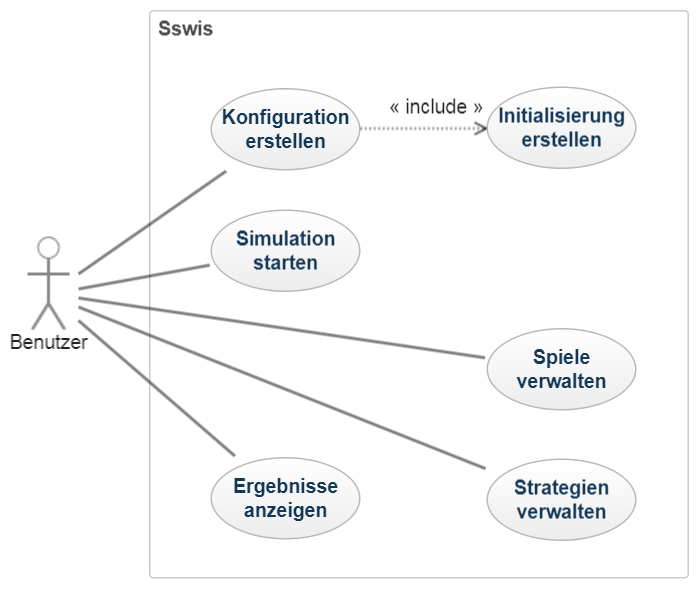 Sswis
Konfiguration
erstellen
« include »
Initialisierung
erstellen
Simulation
starten
Benutzer
Spiele
verwalten
Ergebnisse
anzeigen
Strategien
verwalten